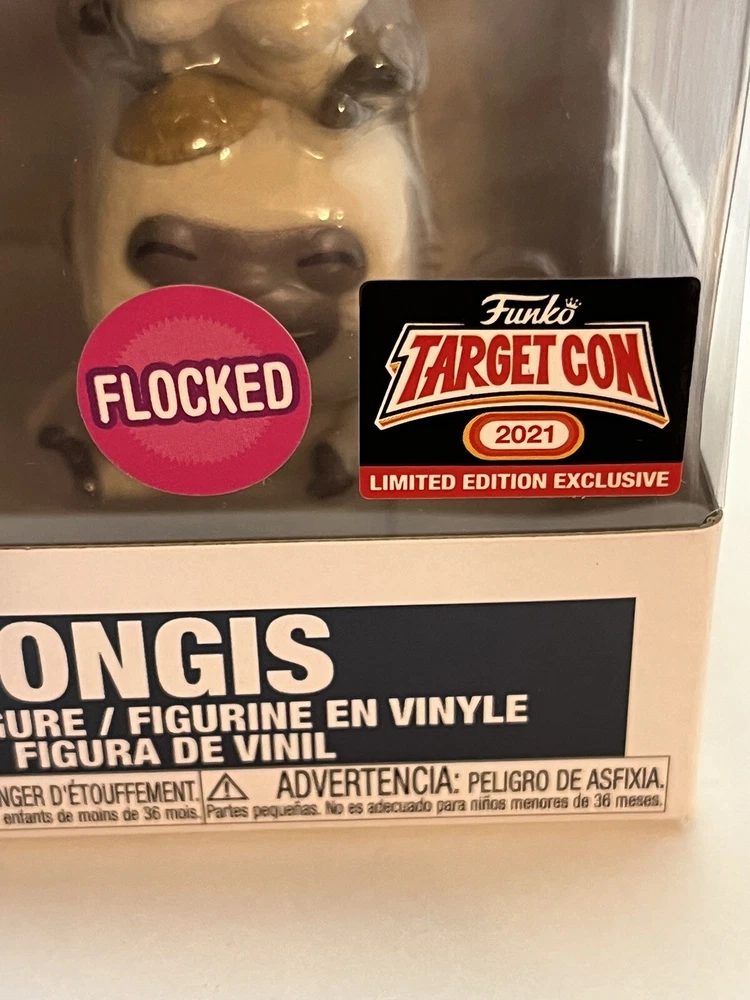 FLOCKED
Funko
TARGET CON
2021
LIMITED EDITION EXCLUSIVE
ONGIS
GURE / FIGURINE EN VINYLE
FIGURA DE VINIL
NGER D'ÉTOUFFEMENT.
enfants de moins de 36 mois.
ADVERTENCIA: PELIGRO DE ASFIXIA.
Partes pequeñas. No es adecuado para niños menores de 36 meses.